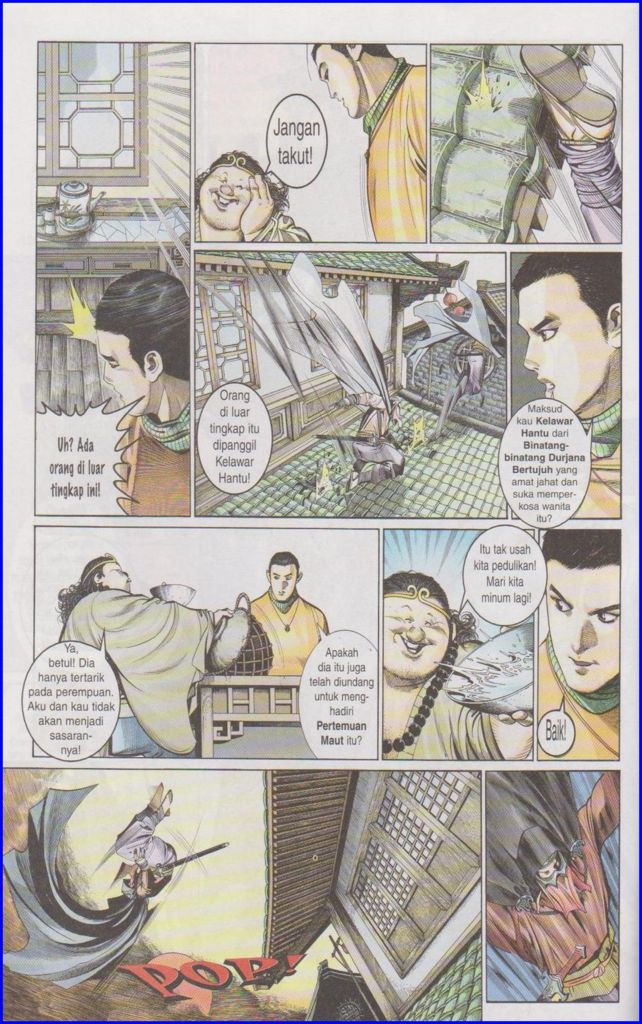 Jangan
takut!
Uh? Ada
orang di luar
tingkap ini!
Orang
di luar
tingkap itu
dipanggil
Kelawar
Hantu!
Maksud
kau Kelawar
Hantu dari
Binatang-
binatang Durjana
Bertujuh yang
amat jahat dan
suka memper-
kosa wanita
itu?
Ya,
betul! Dia
hanya tertarik
pada perempuan.
Aku dan kau tidak
akan menjadi
sasaran-
nya!
Apakah
dia itu juga
telah diundang
untuk meng-
hadiri
Pertemuan
Maut itu?
Itu tak usah
kita pedulikan!
Mari kita
minum lagi!
Baik!
POP!